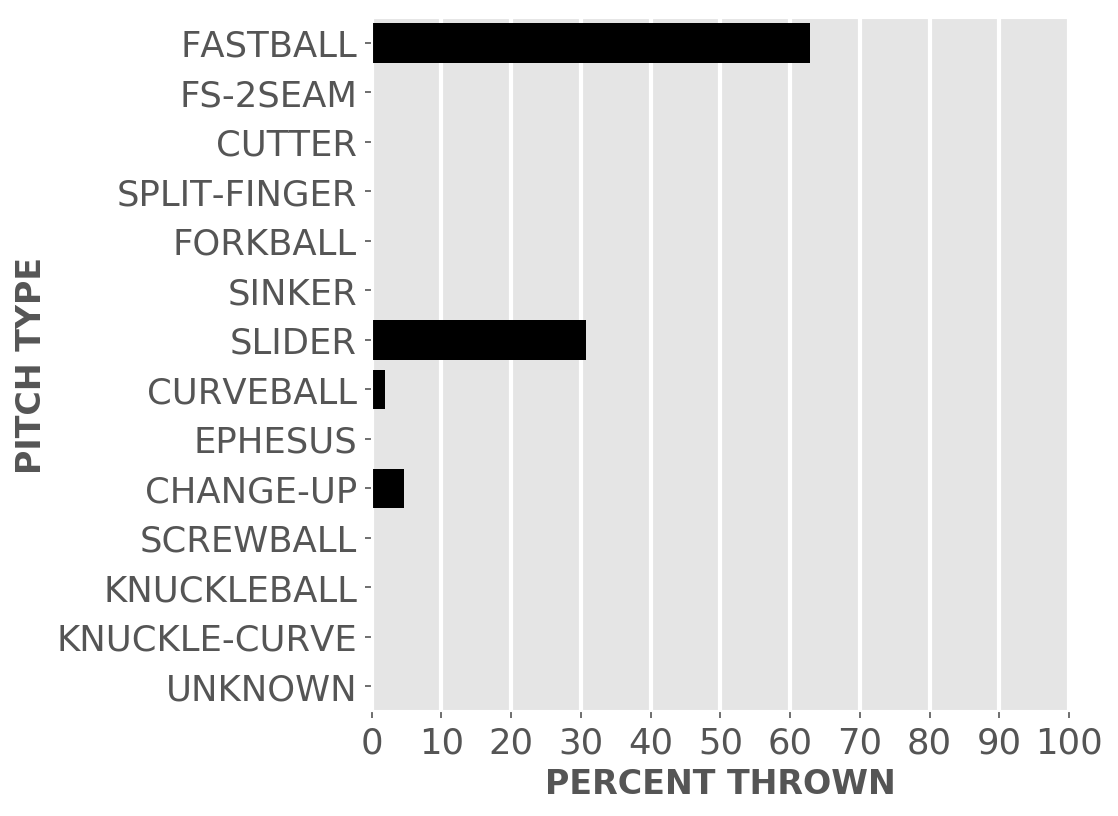 FASTBALL
FS-2SEAM
CUTTER
SPLIT-FINGER
FORKBALL
SINKER
SLIDER
CURVEBALL
EPHESUS
CHANGE-UP
SCREWBALL
KNUCKLEBALL
KNUCKLE-CURVE
UNKNOWN
PITCH TYPE
0 10 20 30 40 50 60 70 80 90 100
PERCENT THROWN